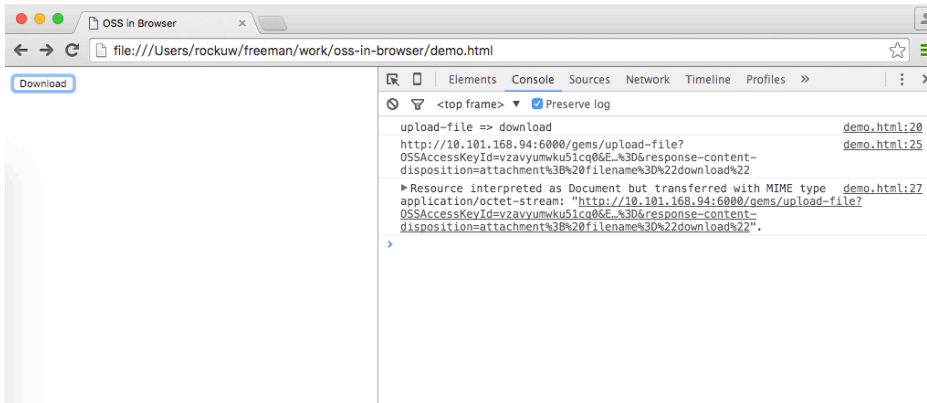 OSS in Browser
file:///Users/rockuw/freeman/work/oss-in-browser/demo.html
Download
Elements Console Sources Network Timeline Profiles »
<top frame> ▼ Preserve log
upload-file => download demo.html:20
http://10.101.168.94:6000/gems/upload-file? demo.html:25
OSSAccessKeyId=vzavyumwku51cq0&E…%3D&response-content-
disposition=attachment%3B%20filename%3D%22download%22
Resource interpreted as Document but transferred with MIME type demo.html:27
application/octet-stream: "http://10.101.168.94:6000/gems/upload-file?
OSSAccessKeyId=vzavyumwku51cq0&E…%3D&response-content-
disposition=attachment%3B%20filename%3D%22download%22".